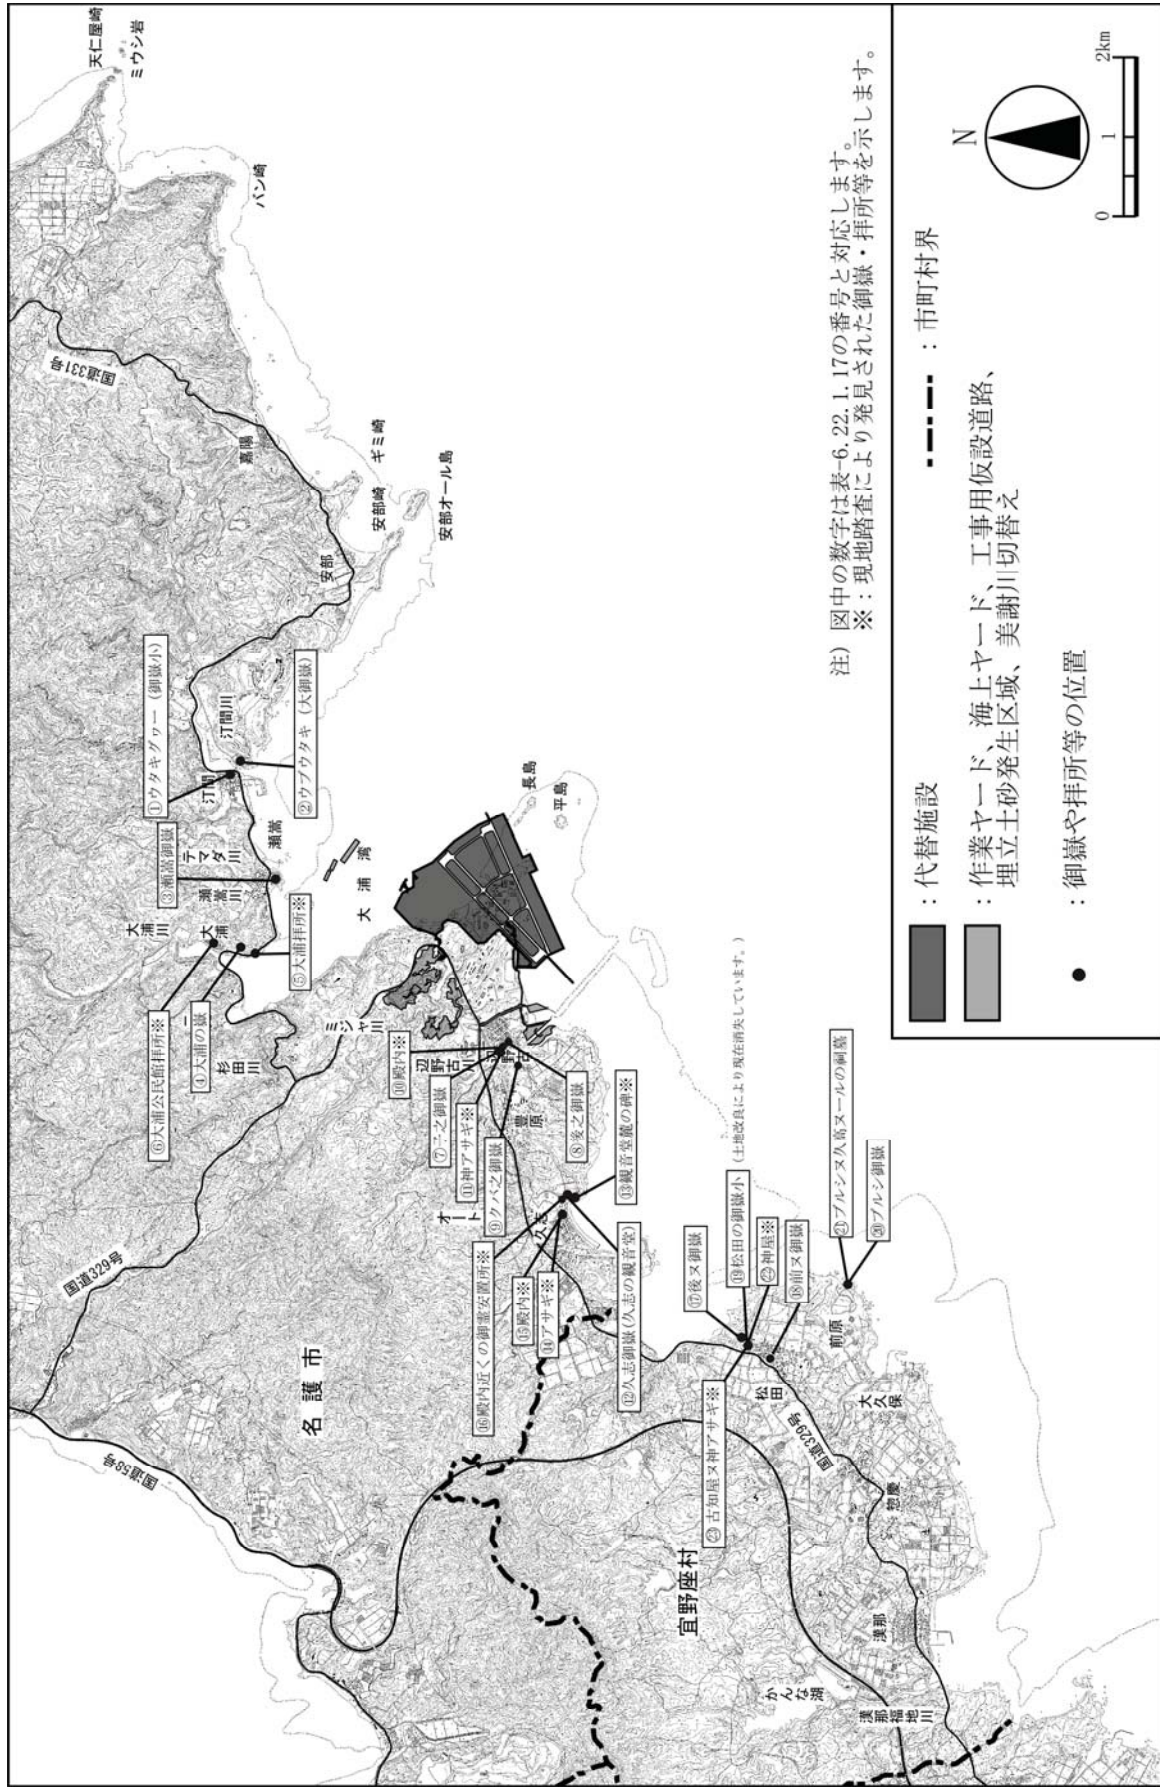 天仁屋崎
ミウシ岩
バン崎
国道331号
嘉陽
ギミ崎
安部崎
安部オール島
安部
①ウタキグヮー (御嶽小)
②ウブウタキ (大御嶽)
汀間川
汀間
③瀬嵩御嶽
テマダ川
瀬嵩
瀬嵩川
大浦川
大浦
⑤大浦拝所※
⑥大浦公民館拝所※
④大浦の嶽
杉田川
大浦湾
長島
平島
ミジャ川
国道329号
⑩殿内※
辺野古川
辺野古
⑪神アサギ※
⑨クバ之御嶽
⑧後之御嶽
豊原
久志
⑬観音堂龍の碑※
⑫久志御嶽(久志の観音堂)
⑯殿内近くの御霊安置所※
⑮殿内※
⑭アサギ※
名護市
国道58号
⑰後ヌ御嶽
⑲松田の御嶽小
(土地改良により現在消失しています。)
㉒神屋※
⑱前ヌ御嶽
㉓古知屋ヌ神アサギ※
㉑ブルシヌ久高ヌールの祠墓
⑳ブルシ御嶽
前原
松田
大久保
国道329号
惣慶
宜野座村
漢那
かんな湖
漢那福地川
注) 図中の数字は表-6.22.1.17の番号と対応します。
※:現地踏査により発見された御嶽・拝所等を示します。
:代替施設
:市町村界
:作業ヤード、海上ヤード、工事用仮設道路、
埋立土砂発生区域、美謝川切替え
:御嶽や拝所等の位置
N
0 1 2km